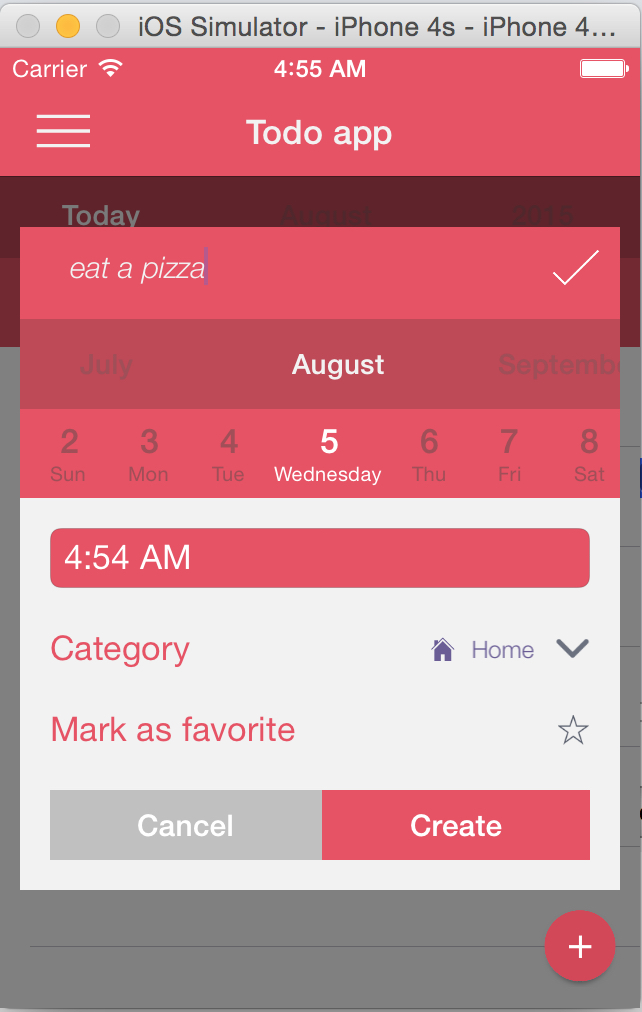 iOS Simulator - iPhone 4s - iPhone 4...
Carrier 4:55 AM
Todo app
Today August 2015
eat a pizza
July August Septembe
2 3 4 5 6 7 8
Sun Mon Tue Wednesday Thu Fri Sat
4:54 AM
Category Home
Mark as favorite
Cancel Create
+